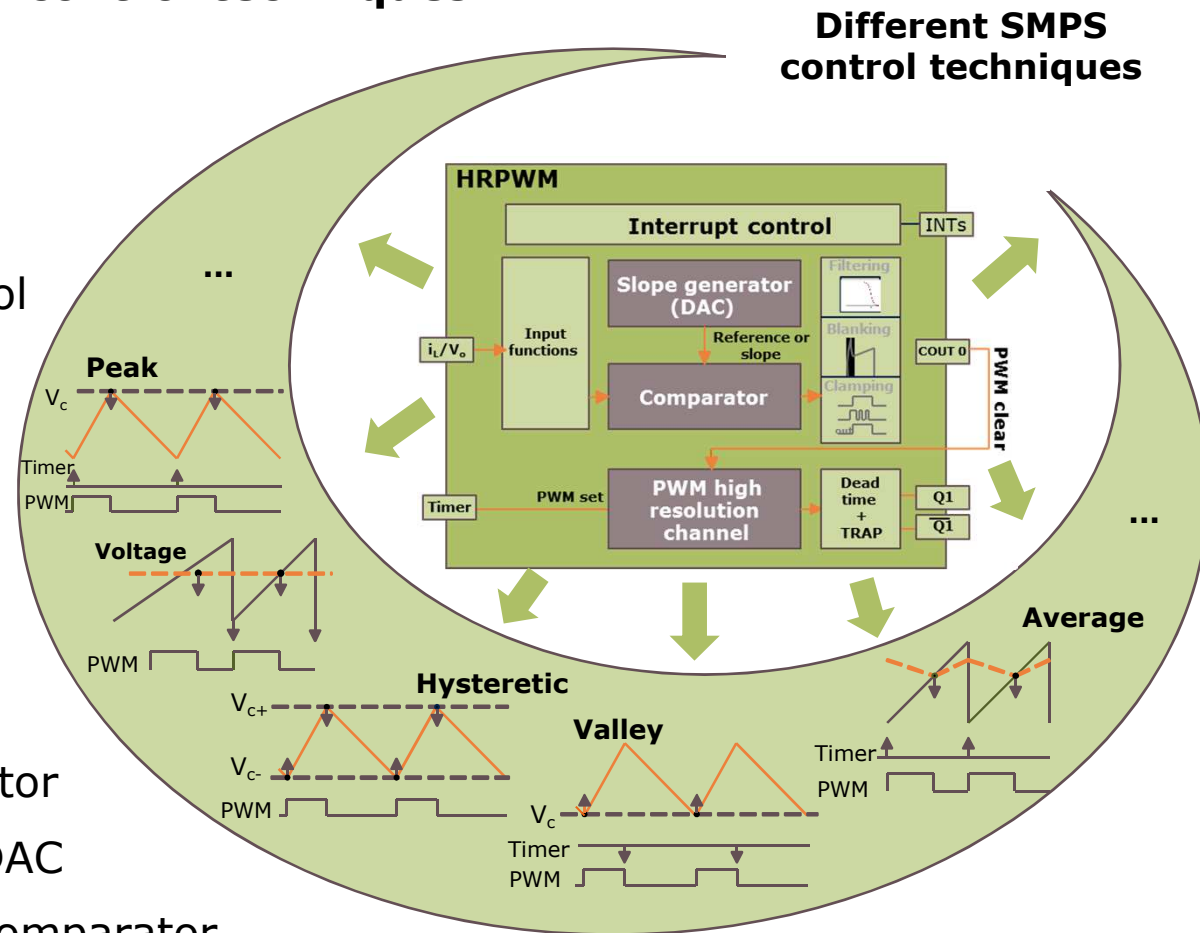 Different SMPS
control techniques
HRPWM
Interrupt control
INTs
Input
functions
Slope generator
(DAC)
Filtering
iL/Vo
Reference or
slope
Blanking
COUT 0
PWM clear
Comparator
Clamping
Timer
PWM set
PWM high
resolution
channel
Dead
time
+
TRAP
Q1
Q1
...
ol
Peak
Vc
Timer
PWM
Voltage
PWM
Hysteretic
Vc+
Vc-
PWM
Valley
Vc
Timer
PWM
...
Average
Timer
PWM
tor
DAC
omparator